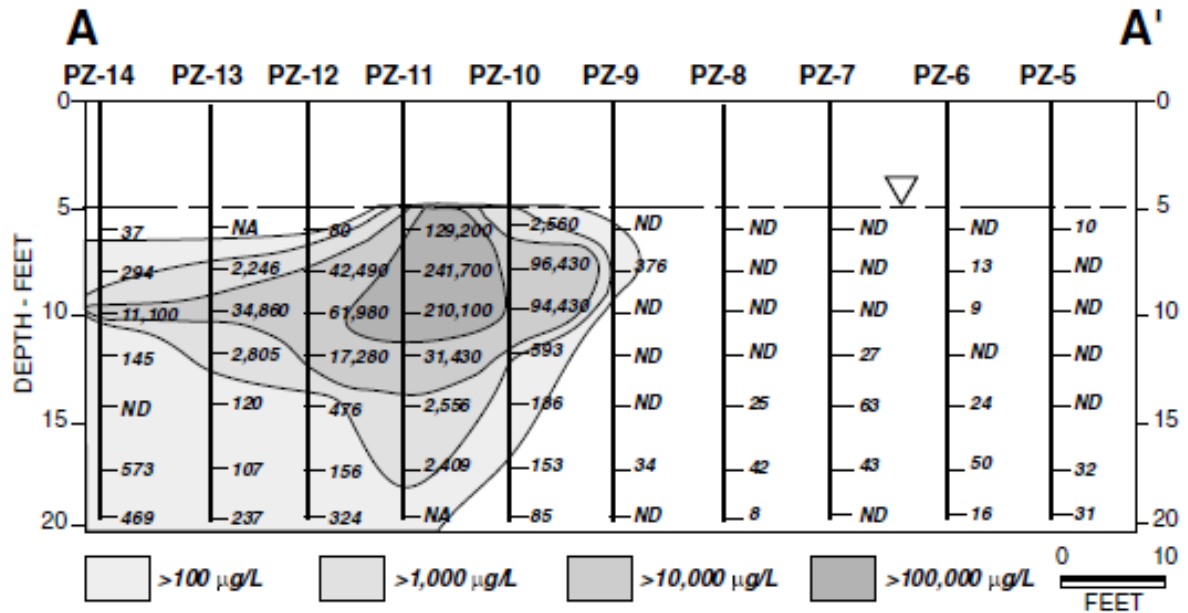 A A'
PZ-14 PZ-13 PZ-12 PZ-11 PZ-10 PZ-9 PZ-8 PZ-7 PZ-6 PZ-5
0 0
5 5
37 NA 80 129,200 2,560 ND ND ND ND 10
294 2,246 42,490 241,700 96,430 376 ND ND 13 ND
10 11,100 34,860 61,980 210,100 94,430 ND ND ND 9 ND 10
145 2,805 17,280 31,430 593 ND ND 27 ND ND
ND 120 476 2,556 186 ND 25 63 24 ND
15 15
573 107 156 2,409 153 34 42 43 50 32
20 469 237 324 NA 85 ND 8 ND 16 31 20
DEPTH - FEET
>100 µg/L >1,000 µg/L >10,000 µg/L >100,000 µg/L
0 10
FEET